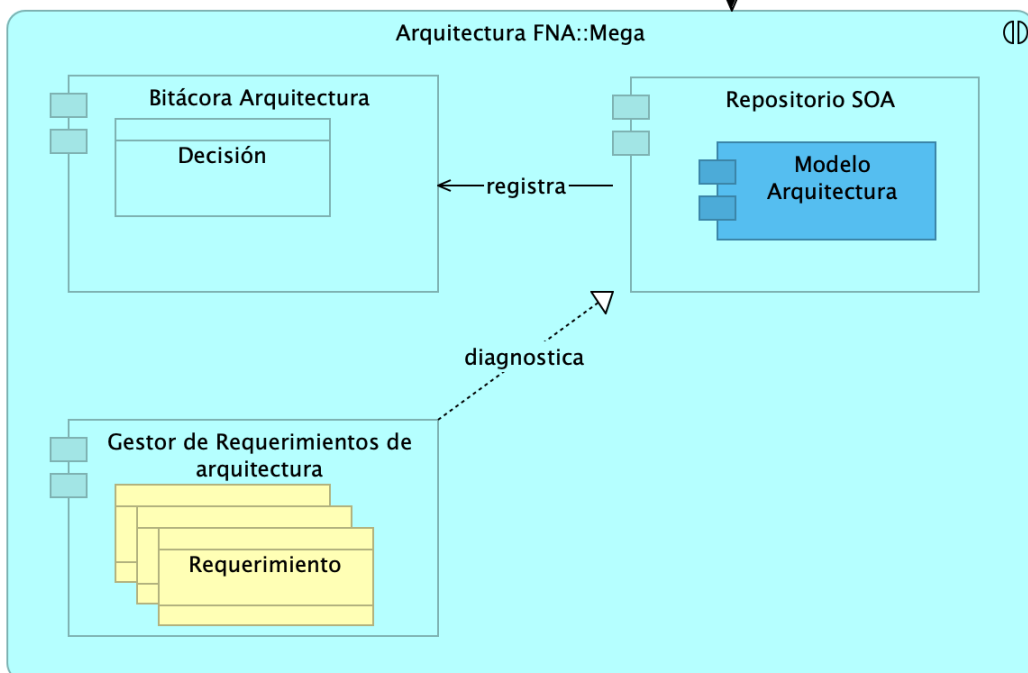 Arquitectura FNA::Mega
Bitácora Arquitectura
Decisión
registra
Repositorio SOA
Modelo
Arquitectura
diagnostica
Gestor de Requerimientos de
arquitectura
Requerimiento